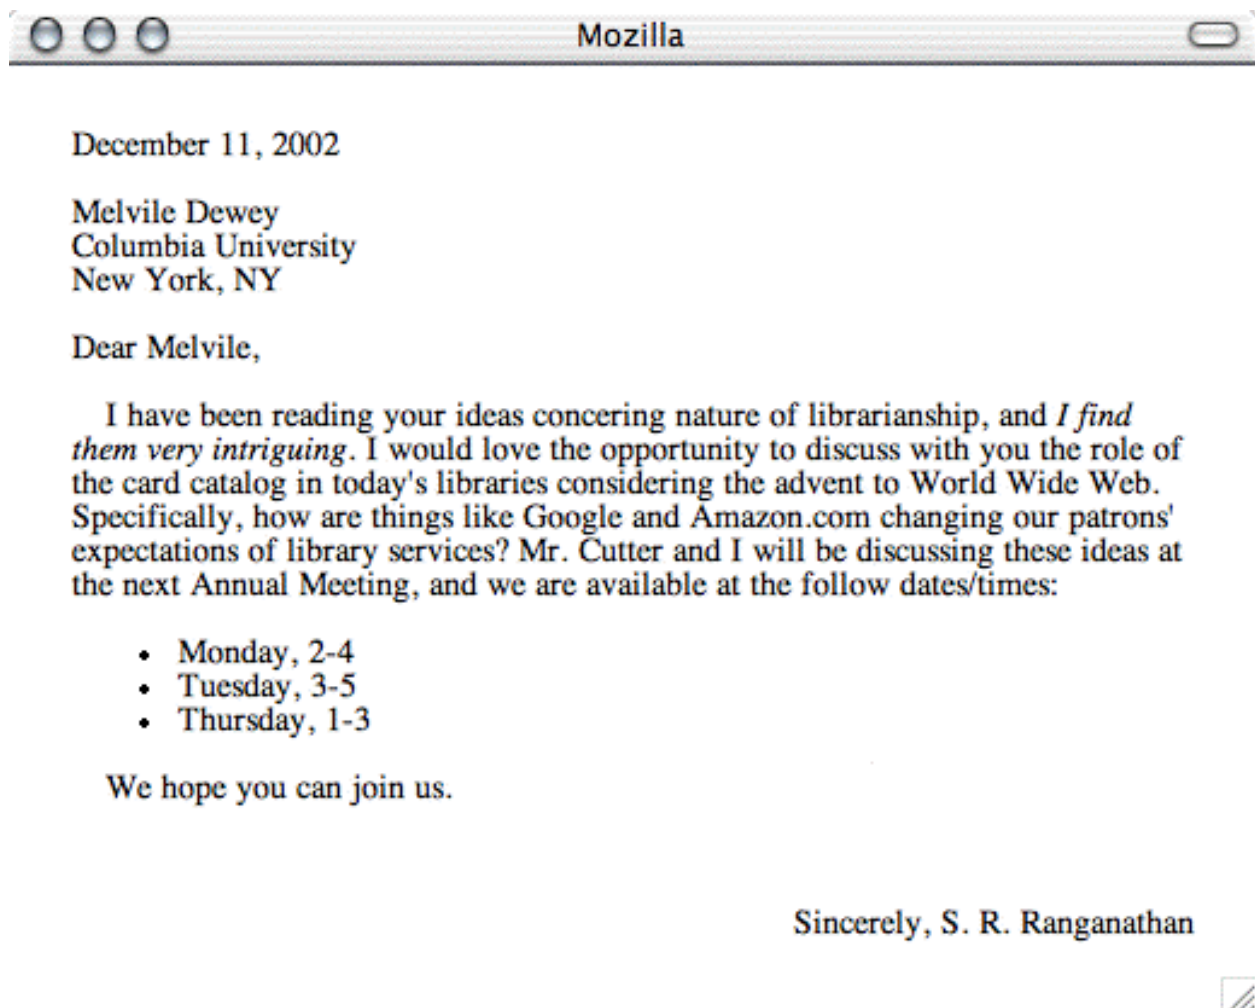 Mozilla
December 11, 2002
Melvile Dewey
Columbia University
New York, NY
Dear Melvile,
I have been reading your ideas concering nature of librarianship, and I find
them very intriguing. I would love the opportunity to discuss with you the role of
the card catalog in today's libraries considering the advent to World Wide Web.
Specifically, how are things like Google and Amazon.com changing our patrons'
expectations of library services? Mr. Cutter and I will be discussing these ideas at
the next Annual Meeting, and we are available at the follow dates/times:
• Monday, 2-4
• Tuesday, 3-5
• Thursday, 1-3
We hope you can join us.
Sincerely, S. R. Ranganathan